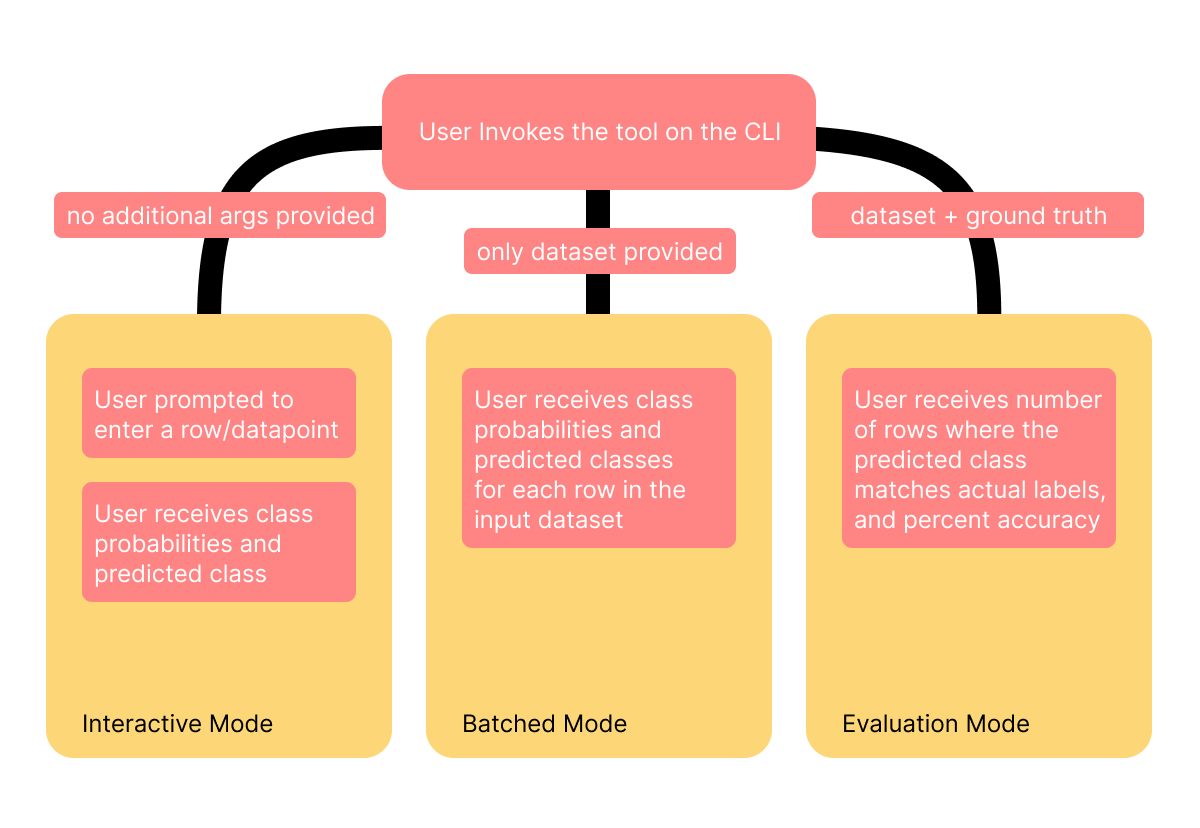 User Invokes the tool on the CLI
no additional args provided
only dataset provided
dataset + ground truth
User prompted to
enter a row/datapoint
User receives class
probabilities and
predicted class
Interactive Mode
User receives class
probabilities and
predicted classes
for each row in the
input dataset
Batched Mode
User receives number
of rows where the
predicted class
matches actual labels,
and percent accuracy
Evaluation Mode